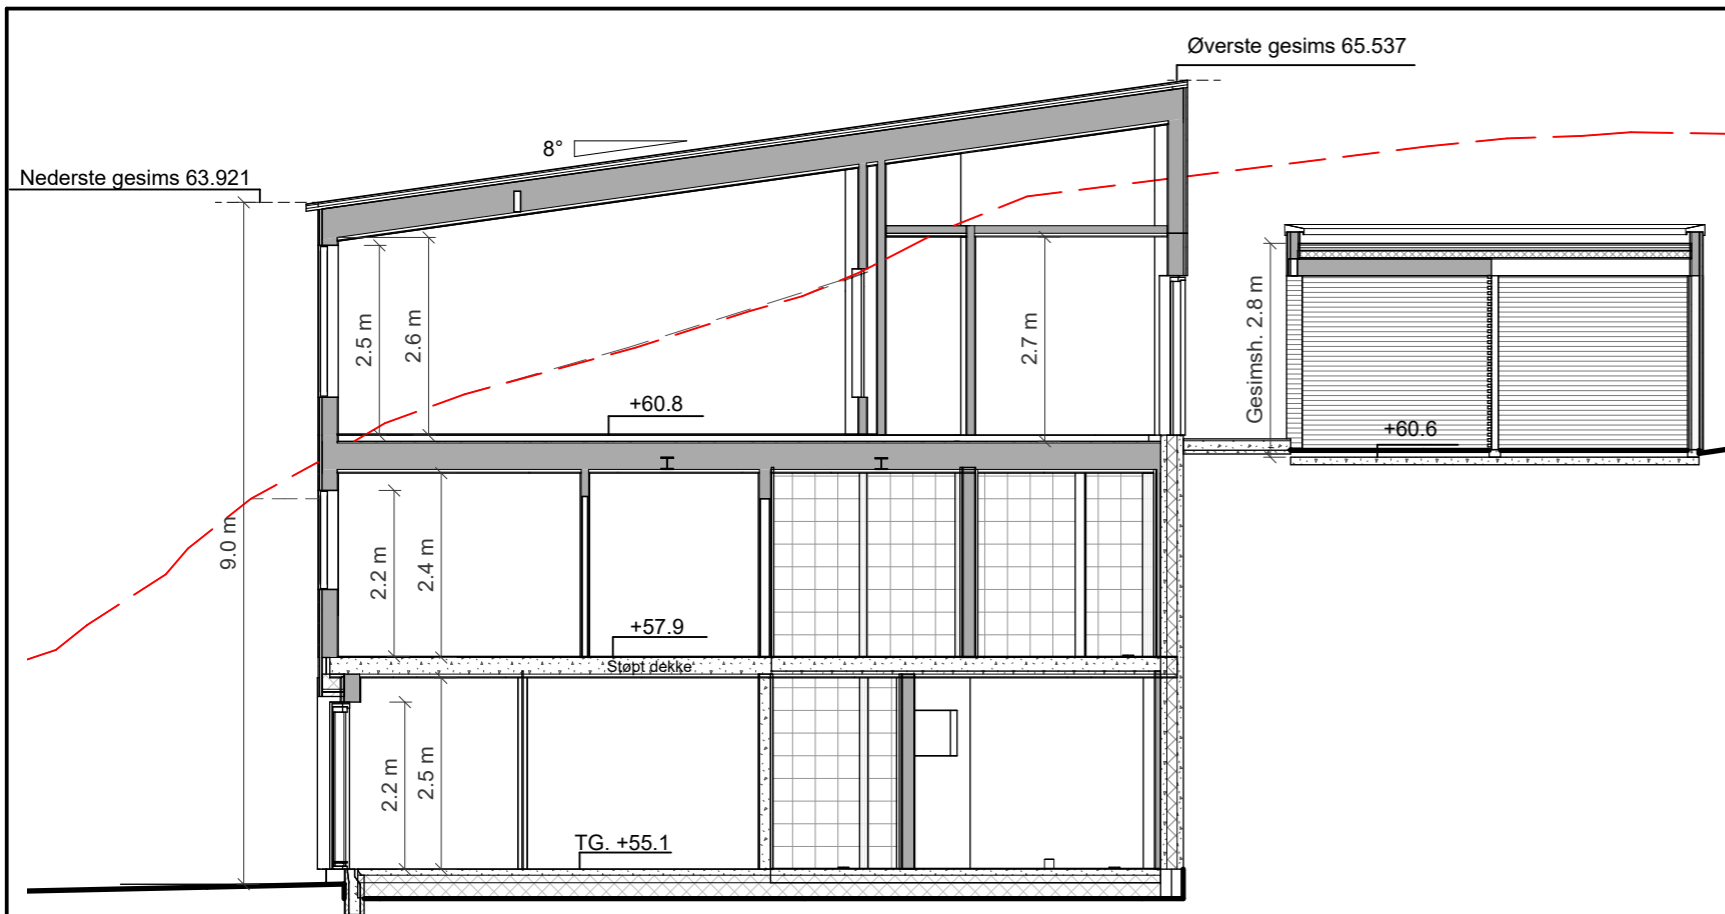 Øverste gesims 65.537
8°
Nederste gesims 63.921
2.5 m
2.6 m
2.7 m
Gesimsh. 2.8 m
+60.8
+60.6
9.0 m
2.2 m
2.4 m
+57.9
Støpt dekke
2.2 m
2.5 m
TG. +55.1